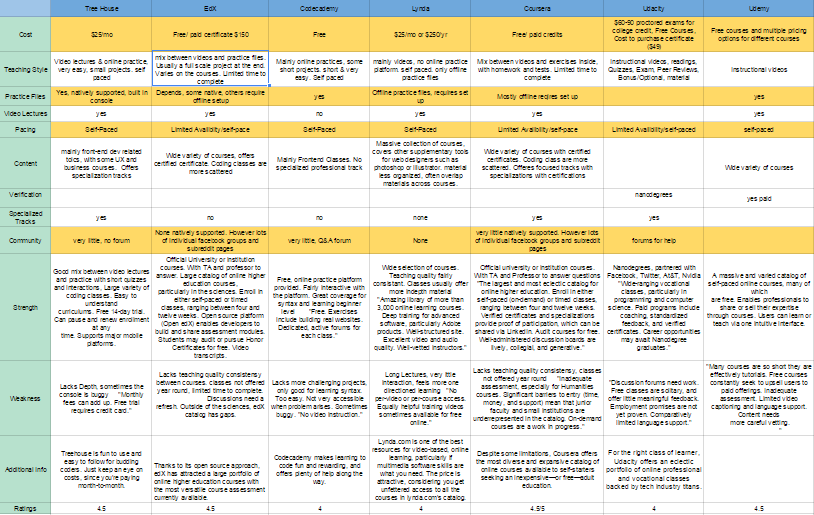 Tree House
EdX
Codecademy
Lynda
Coursera
Udacity
Udemy
Cost
$25/mo
Free/ paid certificate $150
Free
$25/mo or $250/yr
Free/ paid credits
$60-90 proctored exams for
college credit, Free Courses,
Cost to purchase certificate
($49)
Free courses and multiple pricing
options for different courses
Teaching Style
Video lectures & online practice,
very easy, small projects. self
paced
mix between videos and practice files.
Usually a full scale project at the end.
Varies on the courses. Limited time to
complete
Mainly online practices, some
short projects. short & very
easy. Self paced
mainly videos, no online practice
platform. self paced. only offline
practice files
Mix between videos and exercises inside,
with homework and tests. Limited time to
complete
Instructional videos, readings,
Quizzes, Exam, Peer Reviews,
Bonus/Optional, material
Instructional videos
Practice Files
Yes, natively supported, built in
console
Depends, some native, others require
offline setup
yes
Offline practice files, requires set
up
Mostly offline reqires set up
yes
Video Lectures
yes
yes
no
yes
yes
yes
Pacing
Self-Paced
Limited Availiblty/self-pace
Self-Paced
Self-Paced
Limited Availiblty/self-pace
Limited Availiblity/self-paced
self-paced
Content
mainly front-end dev related
toics, with some UX and
business courses. Offers
specialization tracks
Wide variety of courses, offers
certified certificate. Coding classes are
more scattered
Mainly Frontend Classes. No
specialized professional track
Massive collection of courses,
covers other supplementary tools
for web designers such as
photoshop or illustrator. material
less organized, often overlap
materials across courses.
Wide variety of courses with certified
certificates. Coding class are more
scattered. Offeres focused tracks with
specializations with certifications
Wide variety of courses
Verification
nanodegrees
yes paid
Specialized
Tracks
yes
no
no
none
yes
yes
Community
very little, no forum
None natively supported. However lots
of individual facebook groups and
subreddit pages
very little, Q&A forum
None
very little natively supported. However lots
of individual facebook groups and subreddit
pages
forums for help
Strength
Good mix between video lectures
and practice with short quizzes
and interactions, Large variety of
coding classes. Easy to
understand
curriculums. Free 14-day trial.
Can pause and renew enrollment
at any
time. Supports major mobile
platforms.
Official University or institution
courses. With TA and professor to
answer. Large catalog of online higher
education courses,
particularly in the sciences. Enroll in
either self-paced or timed
classes, ranging between four and
twelve weeks. Open source platform
(Open edX) enables developers to
build and share assessment modules.
Students may audit or pursue Honor
Certificates for free. Video
transcripts.
Free, online practice platform
provided. Fairly interactive with
the platform. Great coverage for
syntax and learning beginner
level "Free. Exercises
include building real websites.
Dedicated, active forums for
each class."
Wide selection of courses.
Teaching quality fairly
consistant. Classes usually offer
more indepth material
"Amazing library of more than
3,000 online learning courses.
Deep training for advanced
software, particularly Adobe
products. Well-structured site.
Excellent video and audio
quality. Well-vetted instructors."
Official university or institution courses.
With TA and Professor to answer questions
"The largest and most eclectic catalog for
online higher education. Enroll in either
self-paced (on-demand) or timed classes,
ranging between four and twelve weeks.
Verified certificates and specializations
provide proof of participation, which can be
shared via LinkedIn. Audit courses for free.
Well-administered discussion boards are
lively, collegial, and generative."
Nanodegrees, partnered with
Facebook, Twitter, AT&T, Nvidia
"Wide-ranging vocational
classes, particularly in
programming and computer
science. Paid programs include
coaching, standardized
feedback, and verified
certificates. Career opportunities
may await Nanodegree
graduates."
A massive and varied catalog of
self-paced online courses, many of
which
are free. Enables professionals to
share or sell their expertise
through courses. Users can learn or
teach via one intuitive interface.
Weakness
Lacks Depth, sometimes the
console is buggy "Monthly
fees can add up. Free trial
requires credit card."
Lacks teaching quality consistency
between courses. classes not offered
year round, limited time to complete.
Discussions need a
refresh. Outside of the sciences, edX
catalog has gaps.
Lacks more challenging projects,
only good for learning syntax.
Too easy. Not very accessible
when problem arises. Sometimes
buggy. "No video instruction."
Long Lectures, very little
interaction, feels more one
directional learning "No
per-video or per-course access.
Equally helpful training videos
sometimes available for free
online."
Lacks teaching quality consistency, classes
not offered year round "Inadequate
assessment, especially for Humanities
courses. Significant barriers to entry (time,
money, and support) mean that junior
faculty and small institutions are
underrepresented in the catalog. On-demand
courses are a work in progress."
"Discussion forums need work.
Free classes are solitary, and
offer little meaningful feedback.
Employment promises are not
yet proven. Comparatively
limited language support."
"Many courses are so short they are
effectively tutorials. Free courses
constantly seek to upsell users to
paid offerings. Inadequate
assessment. Limited video
captioning and language support.
Content needs
more careful vetting.
"
Additional Info
Treehouse is fun to use and
easy to follow for budding
coders. Just keep an eye on
costs, since you're paying
month-to-month.
Thanks to its open source approach,
edX has attracted a large portfolio of
online higher education courses with
the most versatile course assessment
currently available.
Codecademy makes learning to
code fun and rewarding, and
offers plenty of help along the
way.
Lynda.com is one of the best
resources for video-based, online
learning, particularly if
multimedia software skills are
what you need. The price is
attractive, considering you get
unfettered access to all the
courses in lynda.com's catalog.
Despite some limitations, Coursera offers
the most diverse and expansive catalog of
online courses available to self-starters
seeking an inexpensive—or free—adult
education.
For the right class of learner,
Udacity offers an eclectic
portfolio of online professional
and vocational classes
backed by tech industry titans.
Ratings
4.5
4.5
4
4
4.5/5
4
4.5